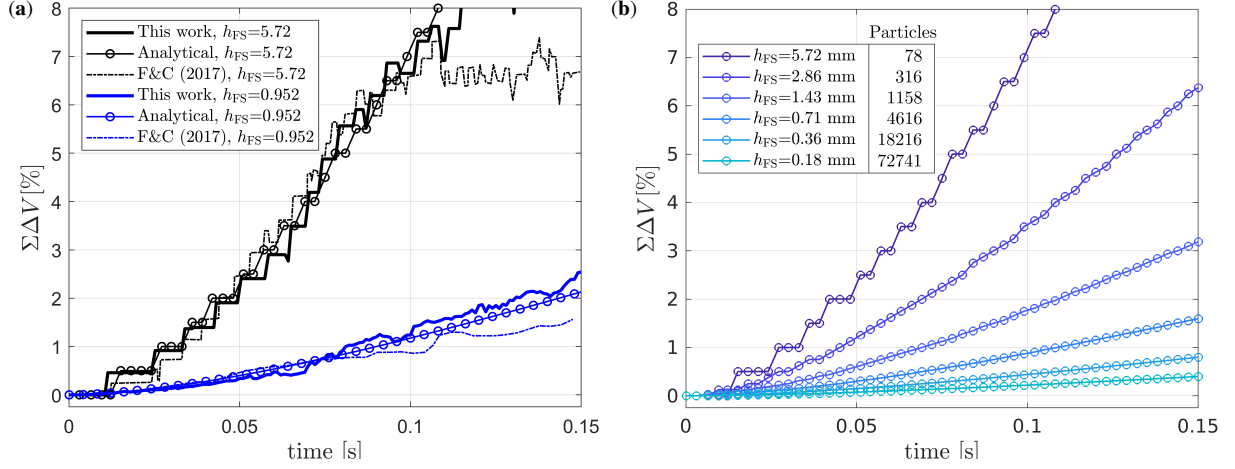 (a)
ΣΔV [%]
8
7
6
5
4
3
2
1
0
This work, hFS=5.72
Analytical, hFS=5.72
F&C (2017), hFS=5.72
This work, hFS=0.952
Analytical, hFS=0.952
F&C (2017), hFS=0.952
0 0.05 0.1 0.15
time [s]
(b)
ΣΔV [%]
8
7
6
5
4
3
2
1
0
Particles
hFS=5.72 mm 78
hFS=2.86 mm 316
hFS=1.43 mm 1158
hFS=0.71 mm 4616
hFS=0.36 mm 18216
hFS=0.18 mm 72741
0 0.05 0.1 0.15
time [s]